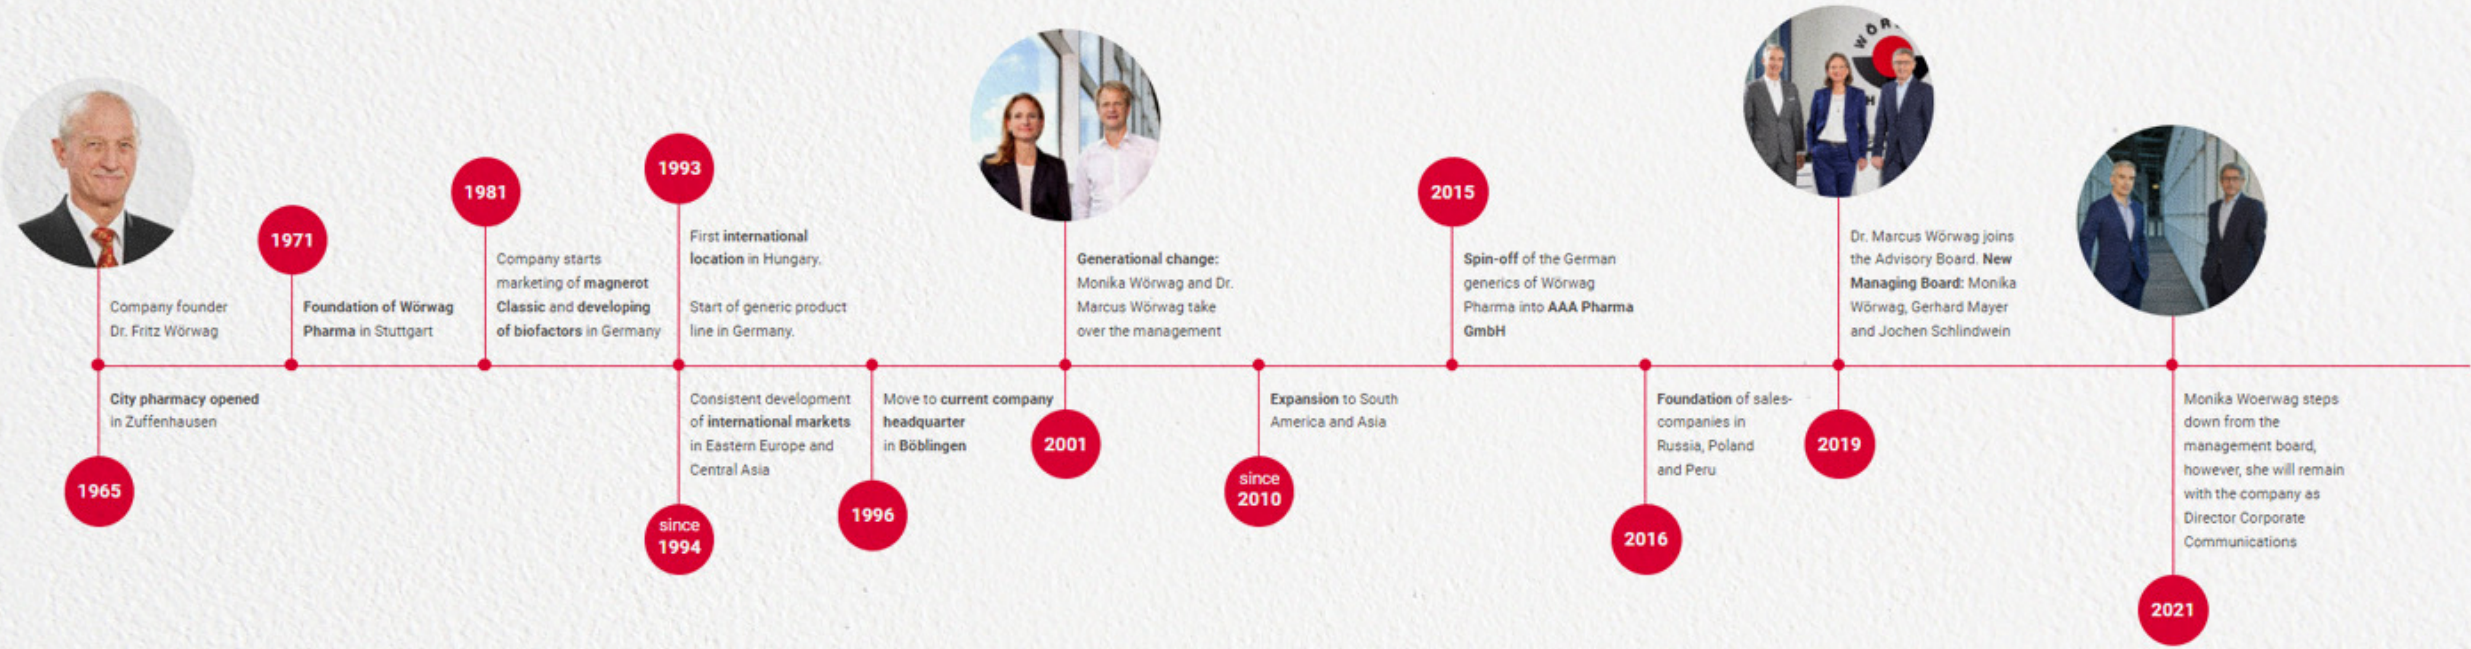 Company founder
Dr. Fritz Wörwag
City pharmacy opened
in Zuffenhausen
1965
1971
Foundation of Wörwag
Pharma in Stuttgart
1981
Company starts
marketing of magnerot
Classic and developing
of biofactors in Germany
1993
First international
location in Hungary.
Start of generic product
line in Germany.
Consistent development
of international markets
in Eastern Europe and
Central Asia
since
1994
Move to current company
headquarter
in Böblingen
1996
Generational change:
Monika Wörwag and Dr.
Marcus Wörwag take
over the management
2001
Expansion to South
America and Asia
since
2010
2015
Spin-off of the German
generics of Wörwag
Pharma into AAA Pharma
GmbH
Foundation of sales-
companies in
Russia, Poland
and Peru
2016
WÖR
H
Dr. Marcus Wörwag joins
the Advisory Board. New
Managing Board: Monika
Wörwag, Gerhard Mayer
and Jochen Schlindwein
2019
Monika Woerwag steps
down from the
management board,
however, she will remain
with the company as
Director Corporate
Communications
2021